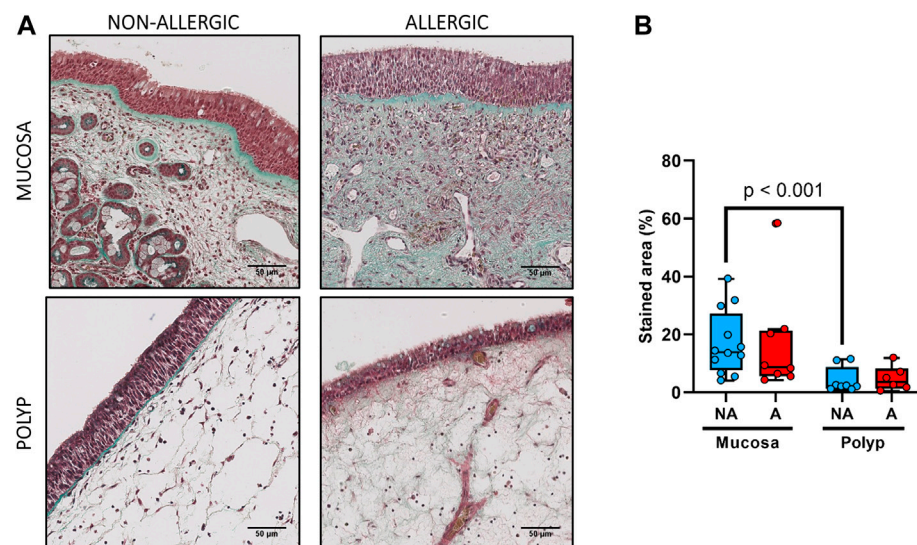 A
NON-ALLERGIC
ALLERGIC
MUCOSA
50 μm
50 μm
POLYP
50 μm
50 μm
B
p < 0.001
Stained area (%)
80
60
40
20
0
NA
A
NA
A
Mucosa
Polyp